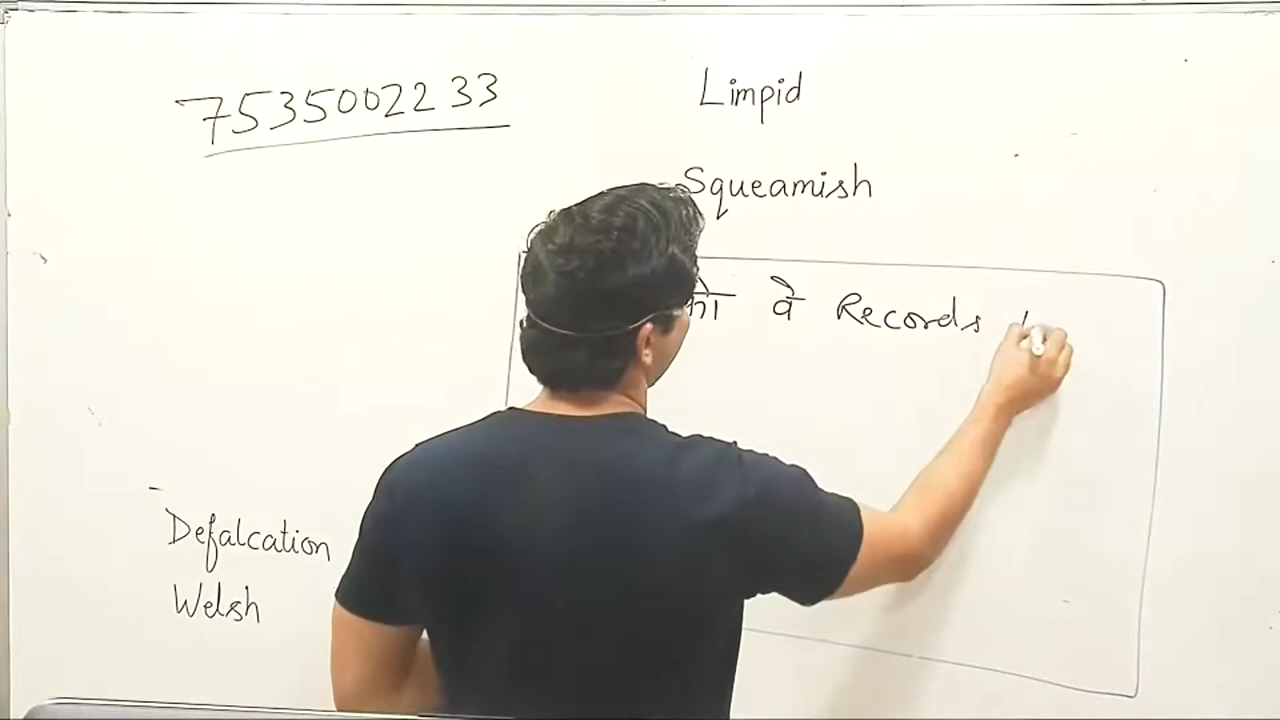 7535002233
Limpid
Squeamish
वे Records
Defalcation
Welsh